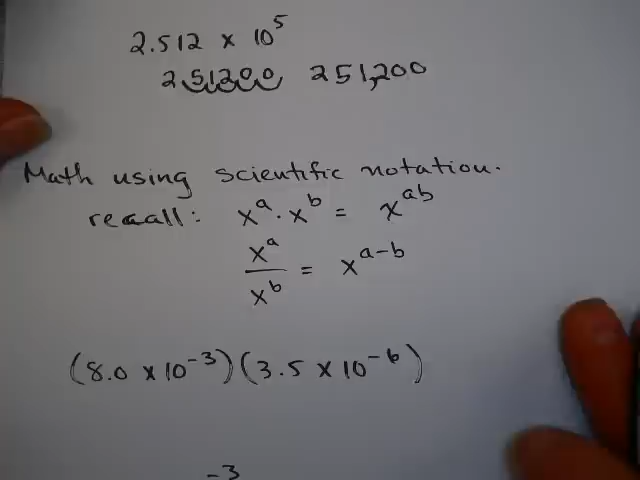 2.512 x 10^5
251200 251,200
Math using scientific notation.
recall: x^a · x^b = x^ab
x^a / x^b = x^a-b
(8.0 x 10^-3)(3.5 x 10^-6)
-3